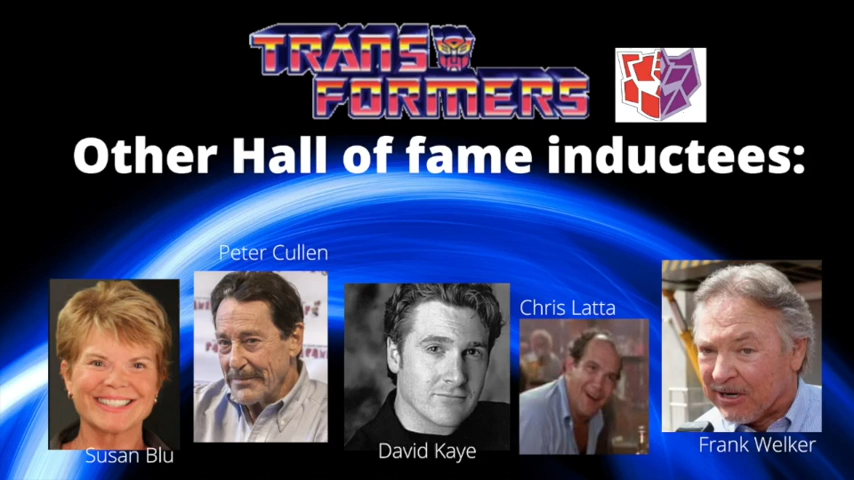 TRANS
FORMERS
Other Hall of fame inductees:
Peter Cullen
Chris Latta
Susan Blu
David Kaye
Frank Welker